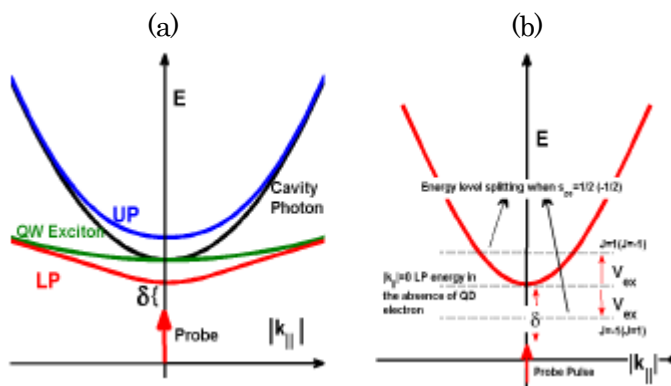 (a)
(b)
E
E
UP
Cavity
Photon
QW Exciton
LP
δ{
Probe
|k|||
Energy level splitting when s =1/2 (-1/2)
J=1(J=-1)
|k|||=0 LP energy in
the absence of QD
electron
Vex
Vex
δ
J=-1(J=1)
Probe Pulse
|k|||